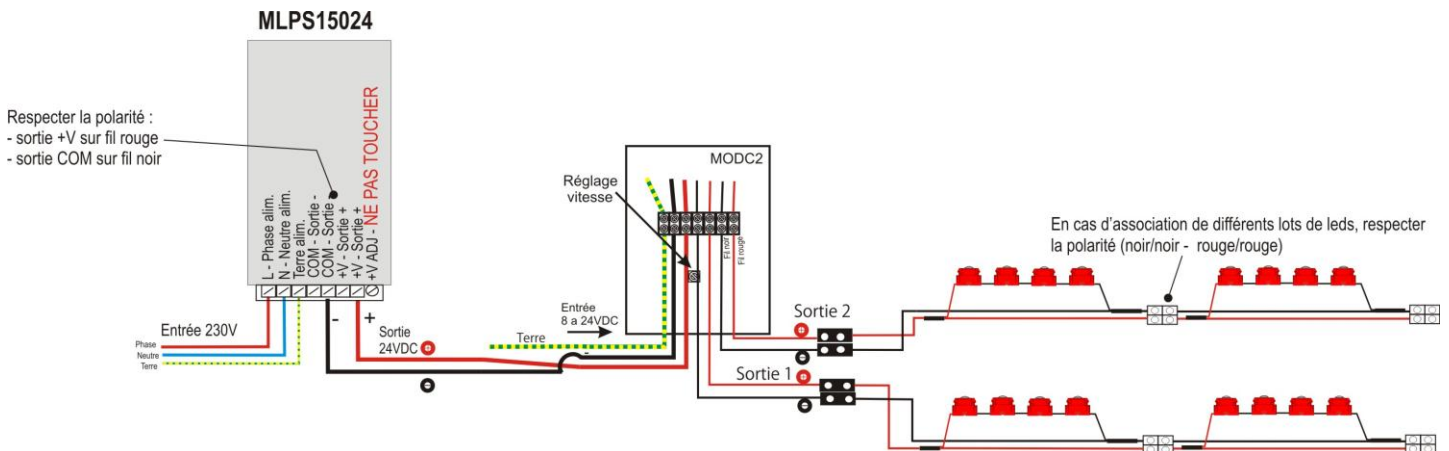 MLPS15024
Respecter la polarité :
- sortie +V sur fil rouge
- sortie COM sur fil noir
L - Phase alim.
N - Neutre alim.
Terre alim.
COM - Sortie -
COM - Sortie -
+V - Sortie +
+V - Sortie +
+V ADJ - NE PAS TOUCHER
Entrée 230V
Phase
Neutre
Terre
- +
Sortie
24VDC
+
-
Terre
-
Entrée
8 a 24VDC
Réglage
vitesse
MODC2
Fil noir
Fil rouge
Sortie 2
+
-
Sortie 1
+
-
En cas d'association de différents lots de leds, respecter
la polarité (noir/noir - rouge/rouge)